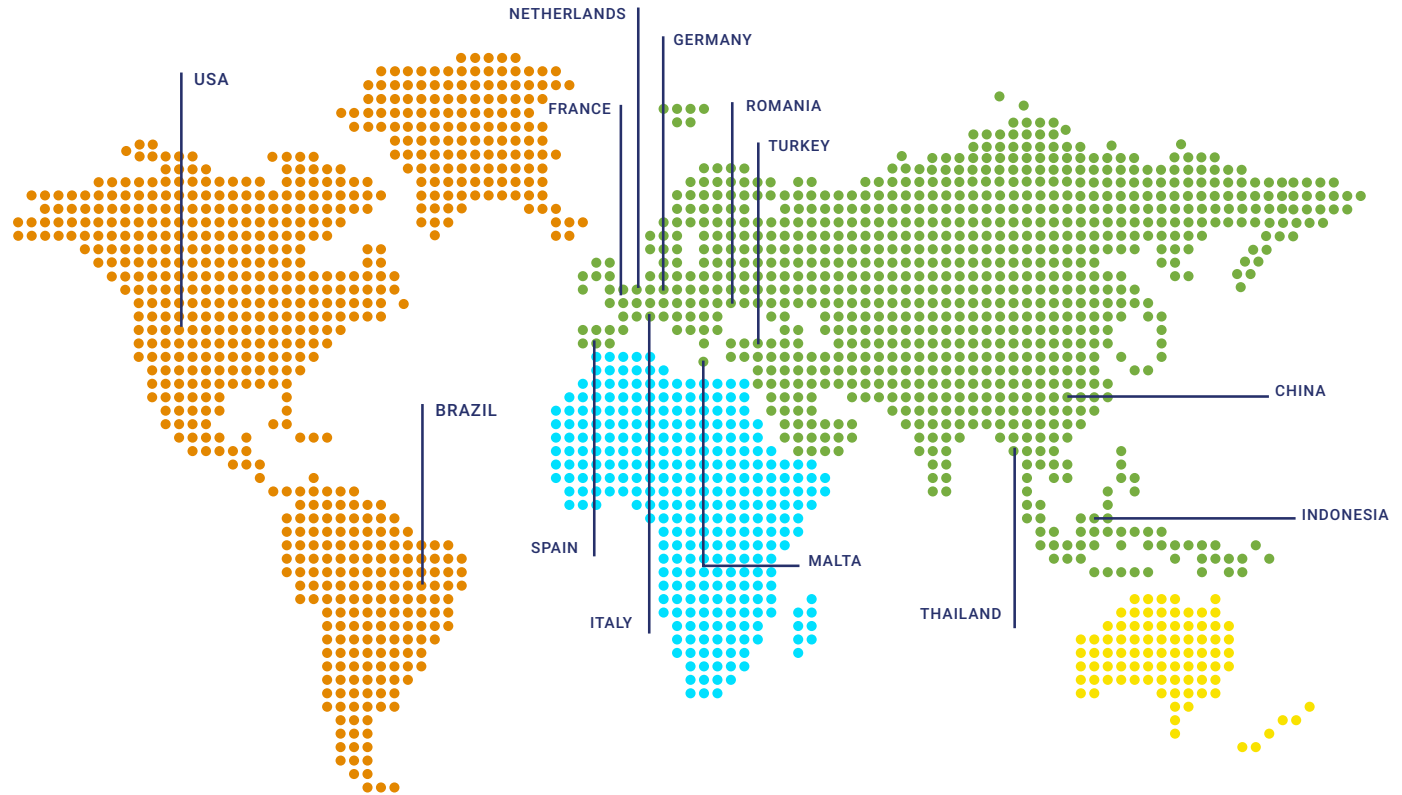 NETHERLANDS
GERMANY
USA
FRANCE
ROMANIA
TURKEY
CHINA
BRAZIL
INDONESIA
SPAIN
MALTA
THAILAND
ITALY